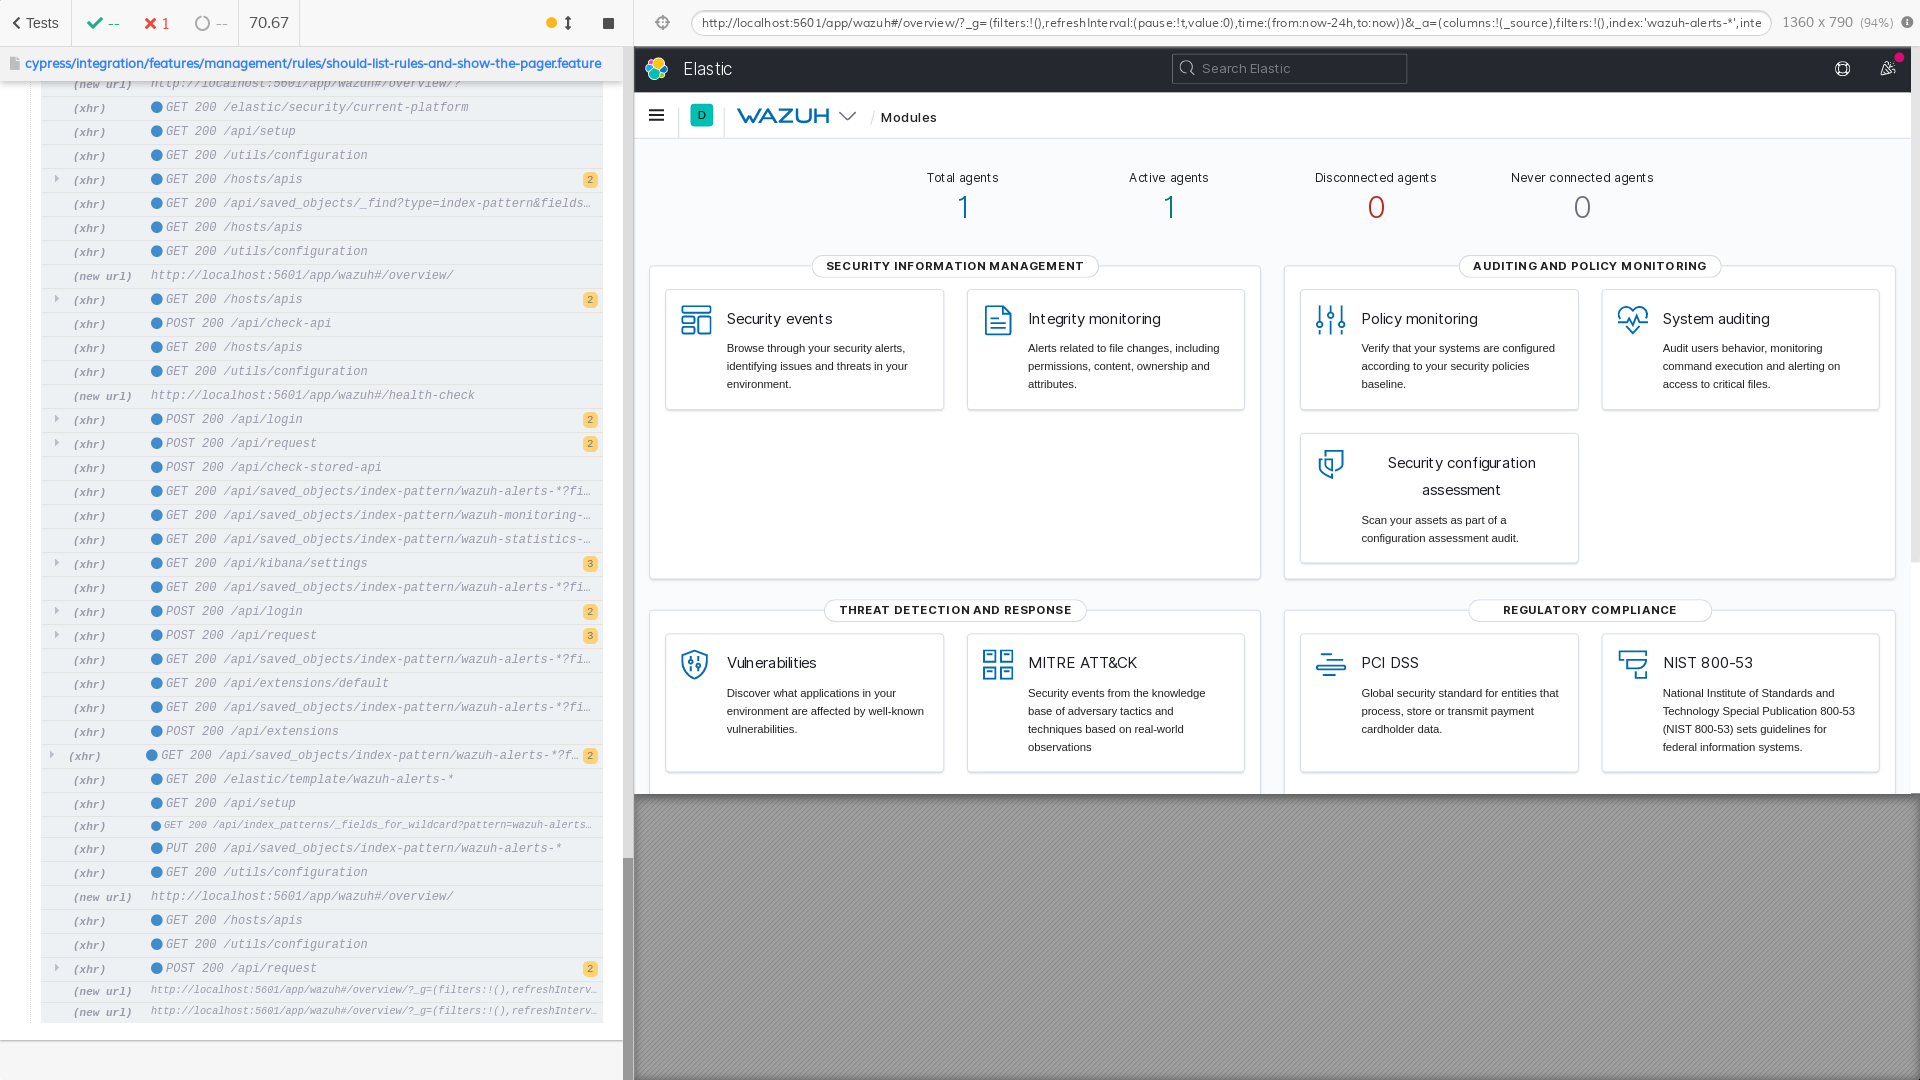 Tests
--
1
--
70.67
cypress/integration/features/management/rules/should-list-rules-and-show-the-pager.feature
(new url) http://localhost:5601/app/wazuh#/overview/?
(xhr) GET 200 /elastic/security/current-platform
(xhr) GET 200 /api/setup
(xhr) GET 200 /utils/configuration
(xhr) GET 200 /hosts/apis 2
(xhr) GET 200 /api/saved_objects/_find?type=index-pattern&fields…
(xhr) GET 200 /hosts/apis
(xhr) GET 200 /utils/configuration
(new url) http://localhost:5601/app/wazuh#/overview/
(xhr) GET 200 /hosts/apis 2
(xhr) POST 200 /api/check-api
(xhr) GET 200 /hosts/apis
(xhr) GET 200 /utils/configuration
(new url) http://localhost:5601/app/wazuh#/health-check
(xhr) POST 200 /api/login 2
(xhr) POST 200 /api/request 2
(xhr) POST 200 /api/check-stored-api
(xhr) GET 200 /api/saved_objects/index-pattern/wazuh-alerts-*?fi…
(xhr) GET 200 /api/saved_objects/index-pattern/wazuh-monitoring-…
(xhr) GET 200 /api/saved_objects/index-pattern/wazuh-statistics-…
(xhr) GET 200 /api/kibana/settings 3
(xhr) GET 200 /api/saved_objects/index-pattern/wazuh-alerts-*?fi…
(xhr) POST 200 /api/login 2
(xhr) POST 200 /api/request 3
(xhr) GET 200 /api/saved_objects/index-pattern/wazuh-alerts-*?fi…
(xhr) GET 200 /api/extensions/default
(xhr) GET 200 /api/saved_objects/index-pattern/wazuh-alerts-*?fi…
(xhr) POST 200 /api/extensions
(xhr) GET 200 /api/saved_objects/index-pattern/wazuh-alerts-*?f… 2
(xhr) GET 200 /elastic/template/wazuh-alerts-*
(xhr) GET 200 /api/setup
(xhr) GET 200 /api/index_patterns/_fields_for_wildcard?pattern=wazuh-alerts…
(xhr) PUT 200 /api/saved_objects/index-pattern/wazuh-alerts-*
(xhr) GET 200 /utils/configuration
(new url) http://localhost:5601/app/wazuh#/overview/
(xhr) GET 200 /hosts/apis
(xhr) GET 200 /utils/configuration
(xhr) POST 200 /api/request 2
(new url) http://localhost:5601/app/wazuh#/overview/?_g=(filters:!(),refreshInterv…
(new url) http://localhost:5601/app/wazuh#/overview/?_g=(filters:!(),refreshInterv…
http://localhost:5601/app/wazuh#/overview/?_g=(filters:!(),refreshInterval:(pause:!t,value:0),time:(from:now-24h,to:now))&_a=(columns:!(_source),filters:!(),index:'wazuh-alerts-*',inte
1360 x 790 (94%)
Elastic
Search Elastic
D
WAZUH
/ Modules
Total agents
1
Active agents
1
Disconnected agents
0
Never connected agents
0
SECURITY INFORMATION MANAGEMENT
Security events
Browse through your security alerts,
identifying issues and threats in your
environment.
Integrity monitoring
Alerts related to file changes, including
permissions, content, ownership and
attributes.
AUDITING AND POLICY MONITORING
Policy monitoring
Verify that your systems are configured
according to your security policies
baseline.
System auditing
Audit users behavior, monitoring
command execution and alerting on
access to critical files.
Security configuration
assessment
Scan your assets as part of a
configuration assessment audit.
THREAT DETECTION AND RESPONSE
Vulnerabilities
Discover what applications in your
environment are affected by well-known
vulnerabilities.
MITRE ATT&CK
Security events from the knowledge
base of adversary tactics and
techniques based on real-world
observations
REGULATORY COMPLIANCE
PCI DSS
Global security standard for entities that
process, store or transmit payment
cardholder data.
NIST 800-53
National Institute of Standards and
Technology Special Publication 800-53
(NIST 800-53) sets guidelines for
federal information systems.